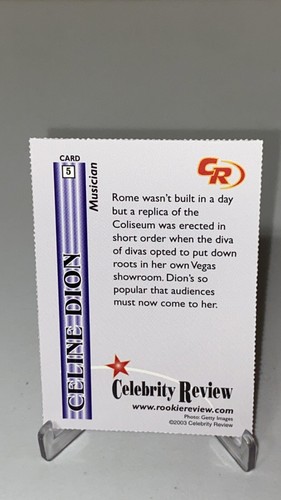 CARD
5
Musician
CELINE DION
CR
Rome wasn't built in a day
but a replica of the
Coliseum was erected in
short order when the diva
of divas opted to put down
roots in her own Vegas
showroom. Dion's so
popular that audiences
must now come to her.
Celebrity Review
www.rookiereview.com
Photo: Getty Images
©2003 Celebrity Review